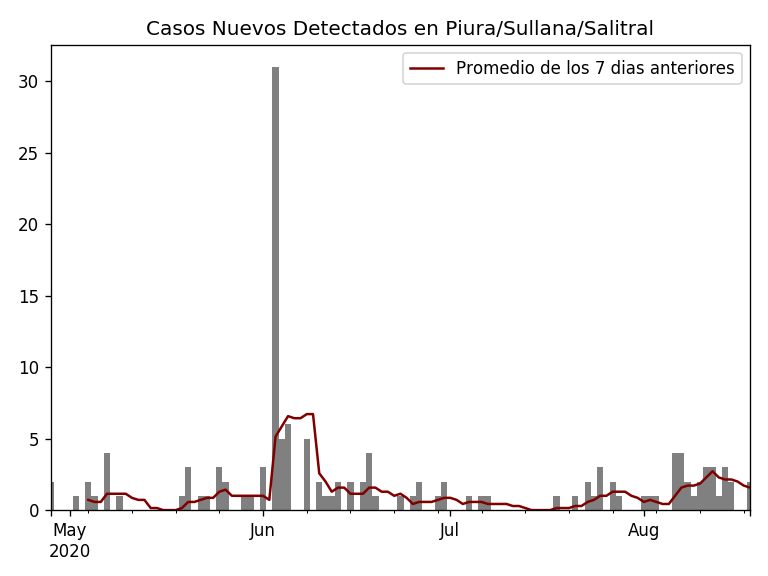 Casos Nuevos Detectados en Piura/Sullana/Salitral
Promedio de los 7 dias anteriores
30
25
20
15
10
5
0
May
2020
Jun
Jul
Aug